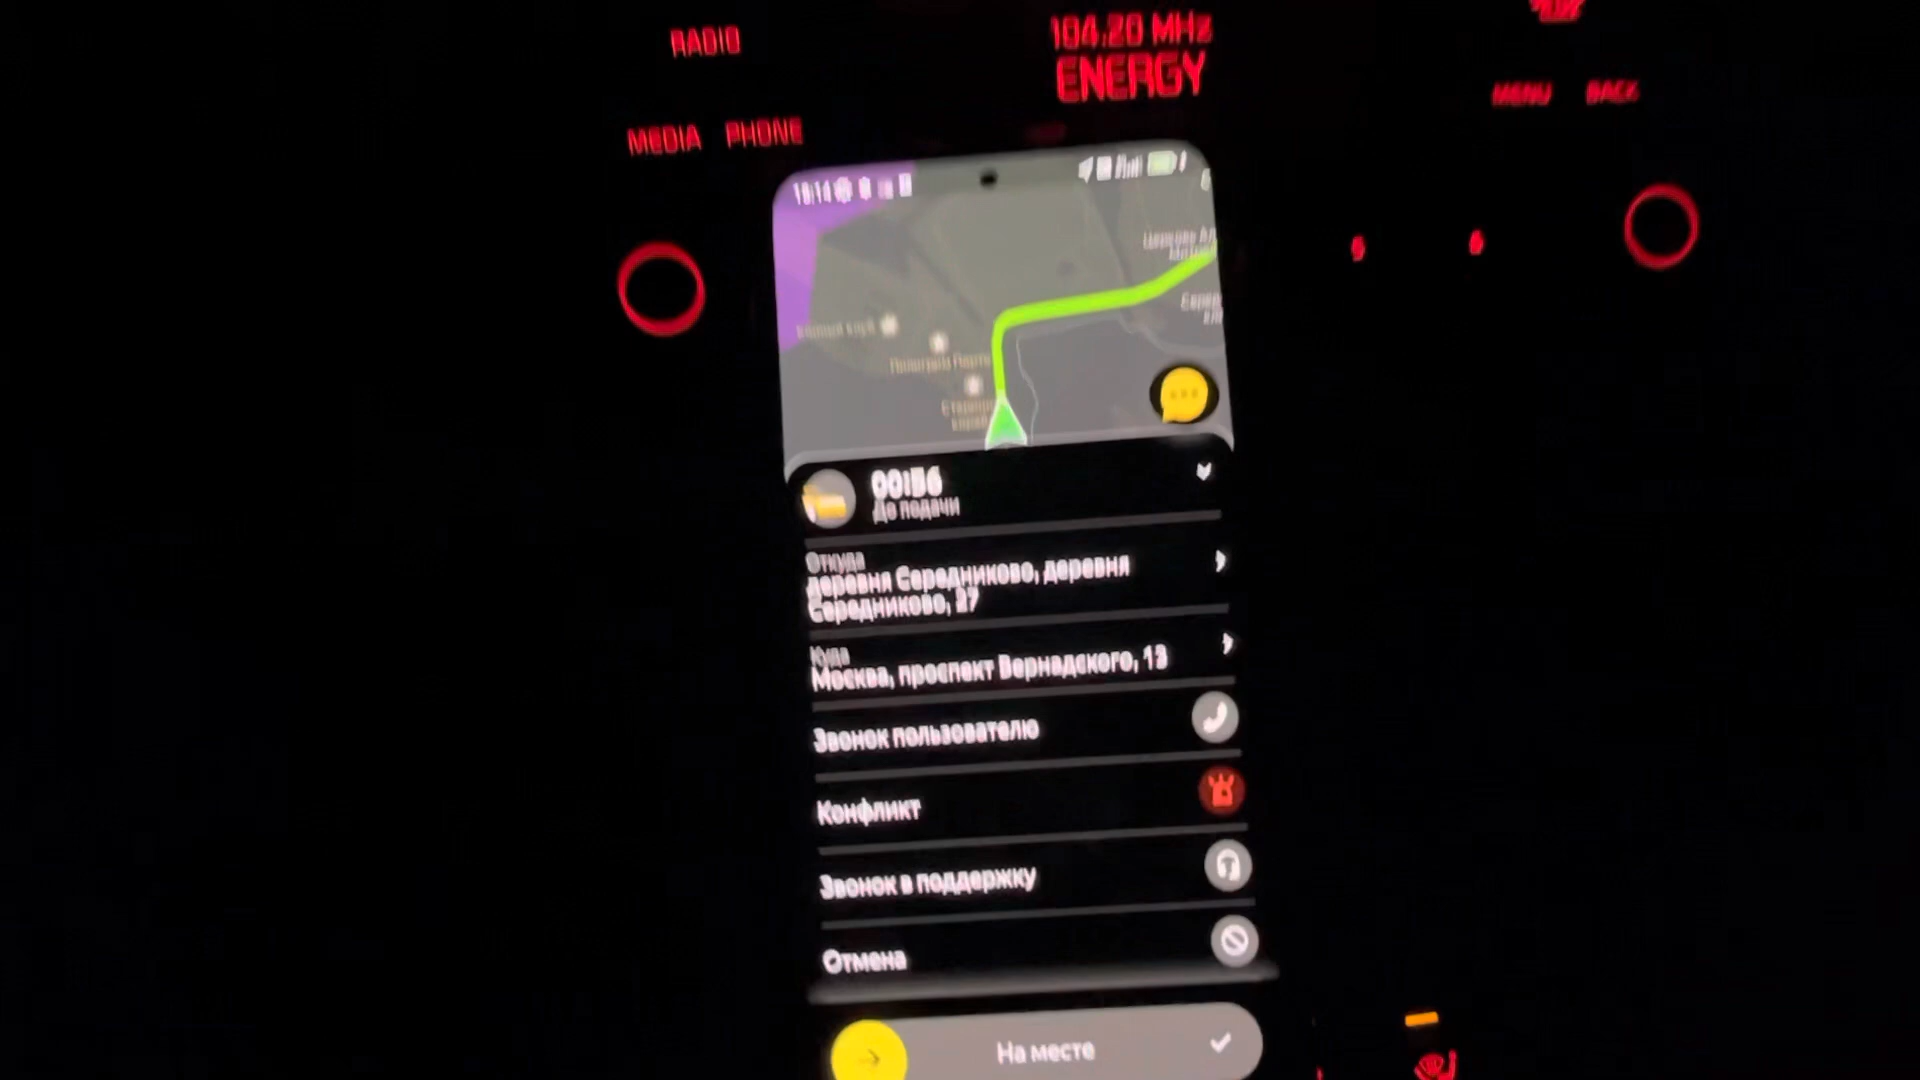 RADIO
104.20 MHz
ENERGY
MENU BACK
MEDIA PHONE
00:56
До подачи
Откуда
деревня Середниково, деревня
Середниково, 27
Куда
Москва, проспект Вернадского, 13
Звонок пользователю
Конфликт
Звонок в поддержку
Отмена
На месте